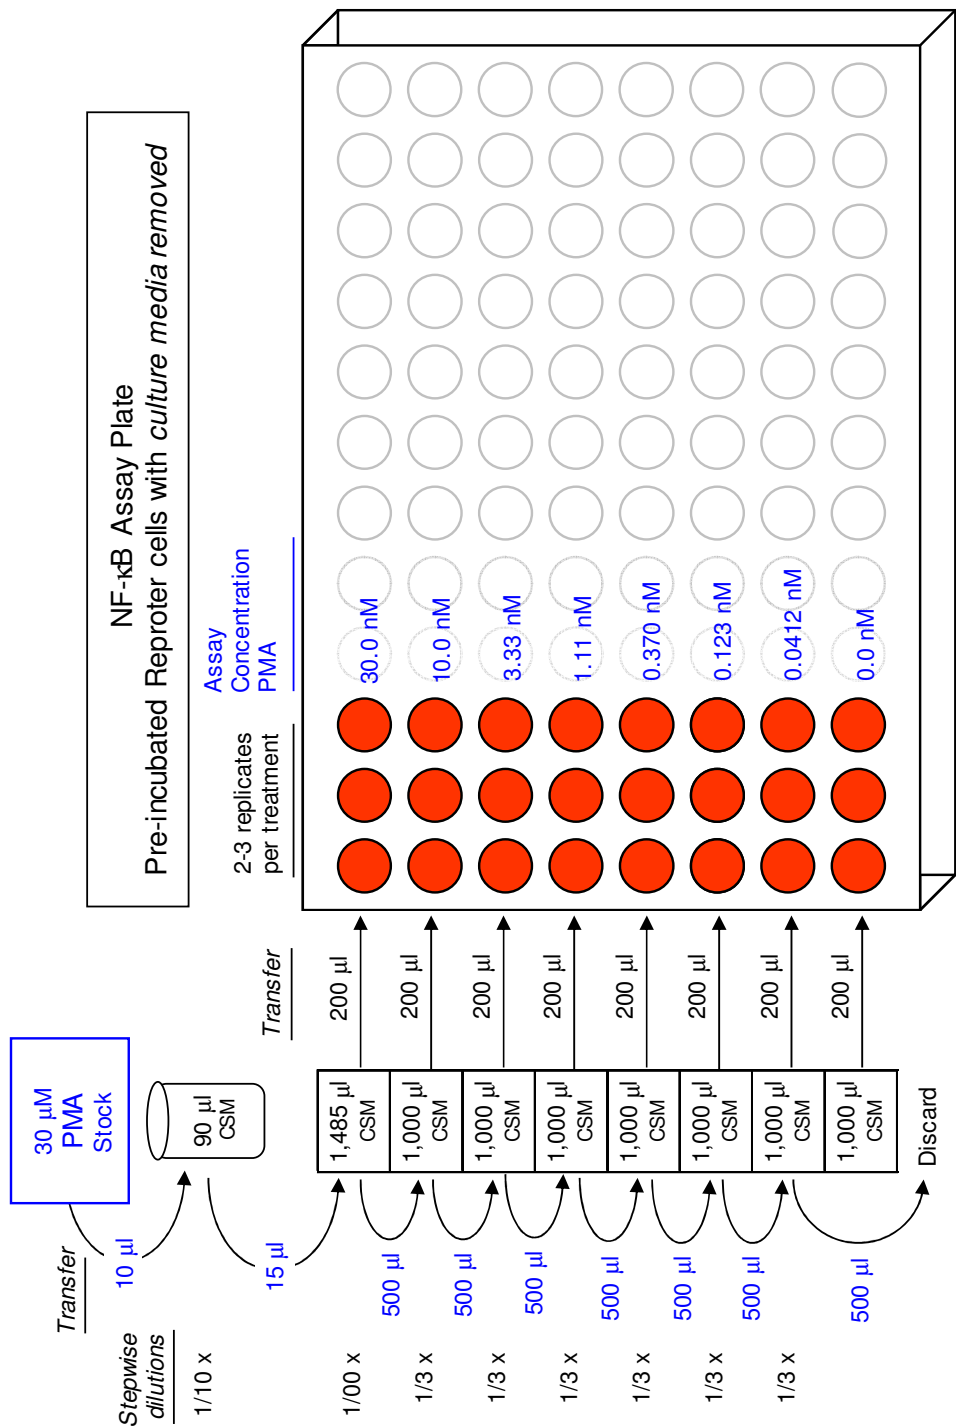 NF-κB Assay Plate
Pre-incubated Reproter cells with culture media removed
30 µM
PMA
Stock
Transfer
10 µl
90 µl
CSM
Stepwise
dilutions
1/10 x
15 µl
Transfer
2-3 replicates
per treatment
Assay
Concentration
PMA
1/00 x
1,485 µl
CSM
200 µl
30.0 nM
1/3 x
500 µl
1,000 µl
CSM
200 µl
10.0 nM
1/3 x
500 µl
1,000 µl
CSM
200 µl
3.33 nM
1/3 x
500 µl
1,000 µl
CSM
200 µl
1.11 nM
1/3 x
500 µl
1,000 µl
CSM
200 µl
0.370 nM
1/3 x
500 µl
1,000 µl
CSM
200 µl
0.123 nM
1/3 x
500 µl
1,000 µl
CSM
200 µl
0.0412 nM
500 µl
1,000 µl
CSM
200 µl
0.0 nM
Discard